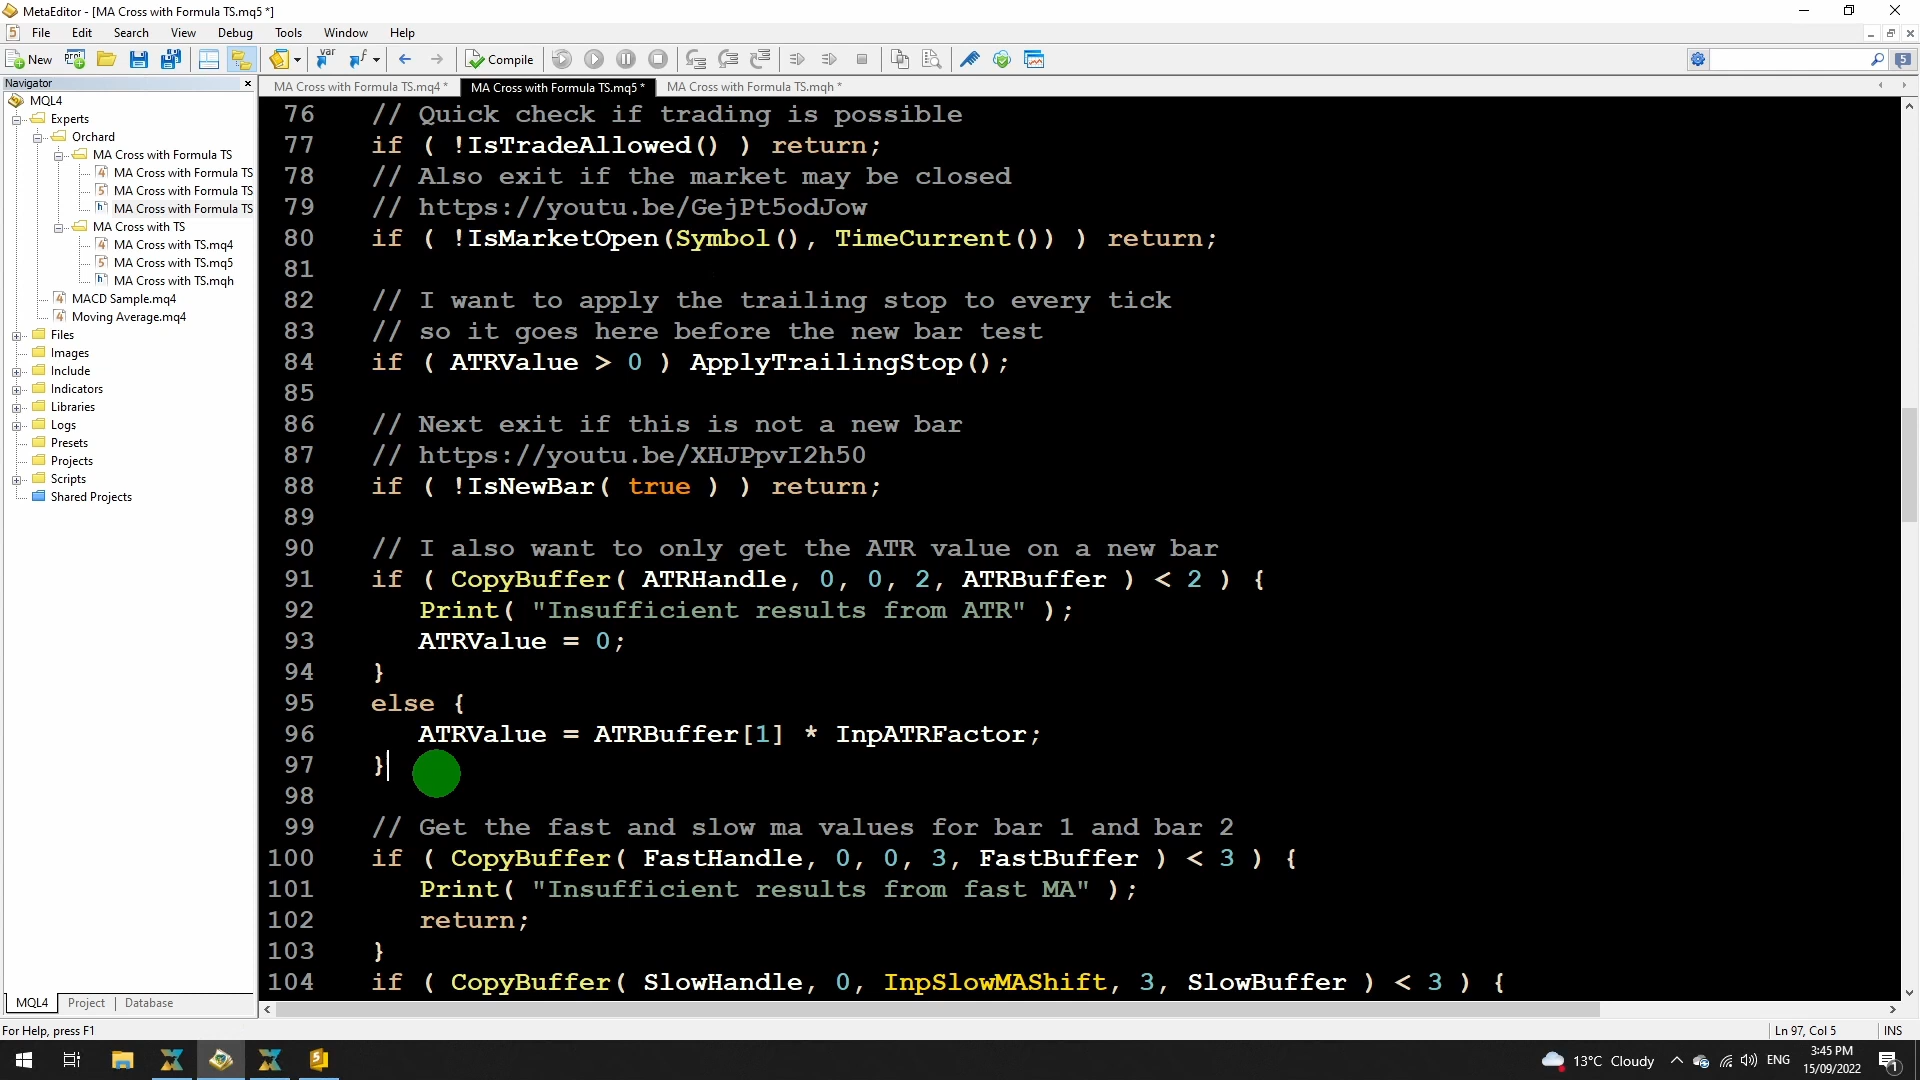 MetaEditor - [MA Cross with Formula TS.mq5 *]
File Edit Search View Debug Tools Window Help
New Compile
Navigator
MA Cross with Formula TS.mq4 * MA Cross with Formula TS.mq5 * MA Cross with Formula TS.mqh *
MQL4
Experts
Orchard
MA Cross with Formula TS
MA Cross with Formula TS
MA Cross with Formula TS
MA Cross with Formula TS
MA Cross with TS
MA Cross with TS.mq4
MA Cross with TS.mq5
MA Cross with TS.mqh
MACD Sample.mq4
Moving Average.mq4
Files
Images
Include
Indicators
Libraries
Logs
Presets
Projects
Scripts
Shared Projects
MQL4 Project Database
76 // Quick check if trading is possible
77 if ( !IsTradeAllowed() ) return;
78 // Also exit if the market may be closed
79 // https://youtu.be/GejPt5odJow
80 if ( !IsMarketOpen(Symbol(), TimeCurrent()) ) return;
81
82 // I want to apply the trailing stop to every tick
83 // so it goes here before the new bar test
84 if ( ATRValue > 0 ) ApplyTrailingStop();
85
86 // Next exit if this is not a new bar
87 // https://youtu.be/XHJPpvI2h50
88 if ( !IsNewBar( true ) ) return;
89
90 // I also want to only get the ATR value on a new bar
91 if ( CopyBuffer( ATRHandle, 0, 0, 2, ATRBuffer ) < 2 ) {
92 Print( "Insufficient results from ATR" );
93 ATRValue = 0;
94 }
95 else {
96 ATRValue = ATRBuffer[1] * InpATRFactor;
97 }
98
99 // Get the fast and slow ma values for bar 1 and bar 2
100 if ( CopyBuffer( FastHandle, 0, 0, 3, FastBuffer ) < 3 ) {
101 Print( "Insufficient results from fast MA" );
102 return;
103 }
104 if ( CopyBuffer( SlowHandle, 0, InpSlowMAShift, 3, SlowBuffer ) < 3 ) {
For Help, press F1 Ln 97, Col 5 INS
13°C Cloudy ENG
3:45 PM
15/09/2022